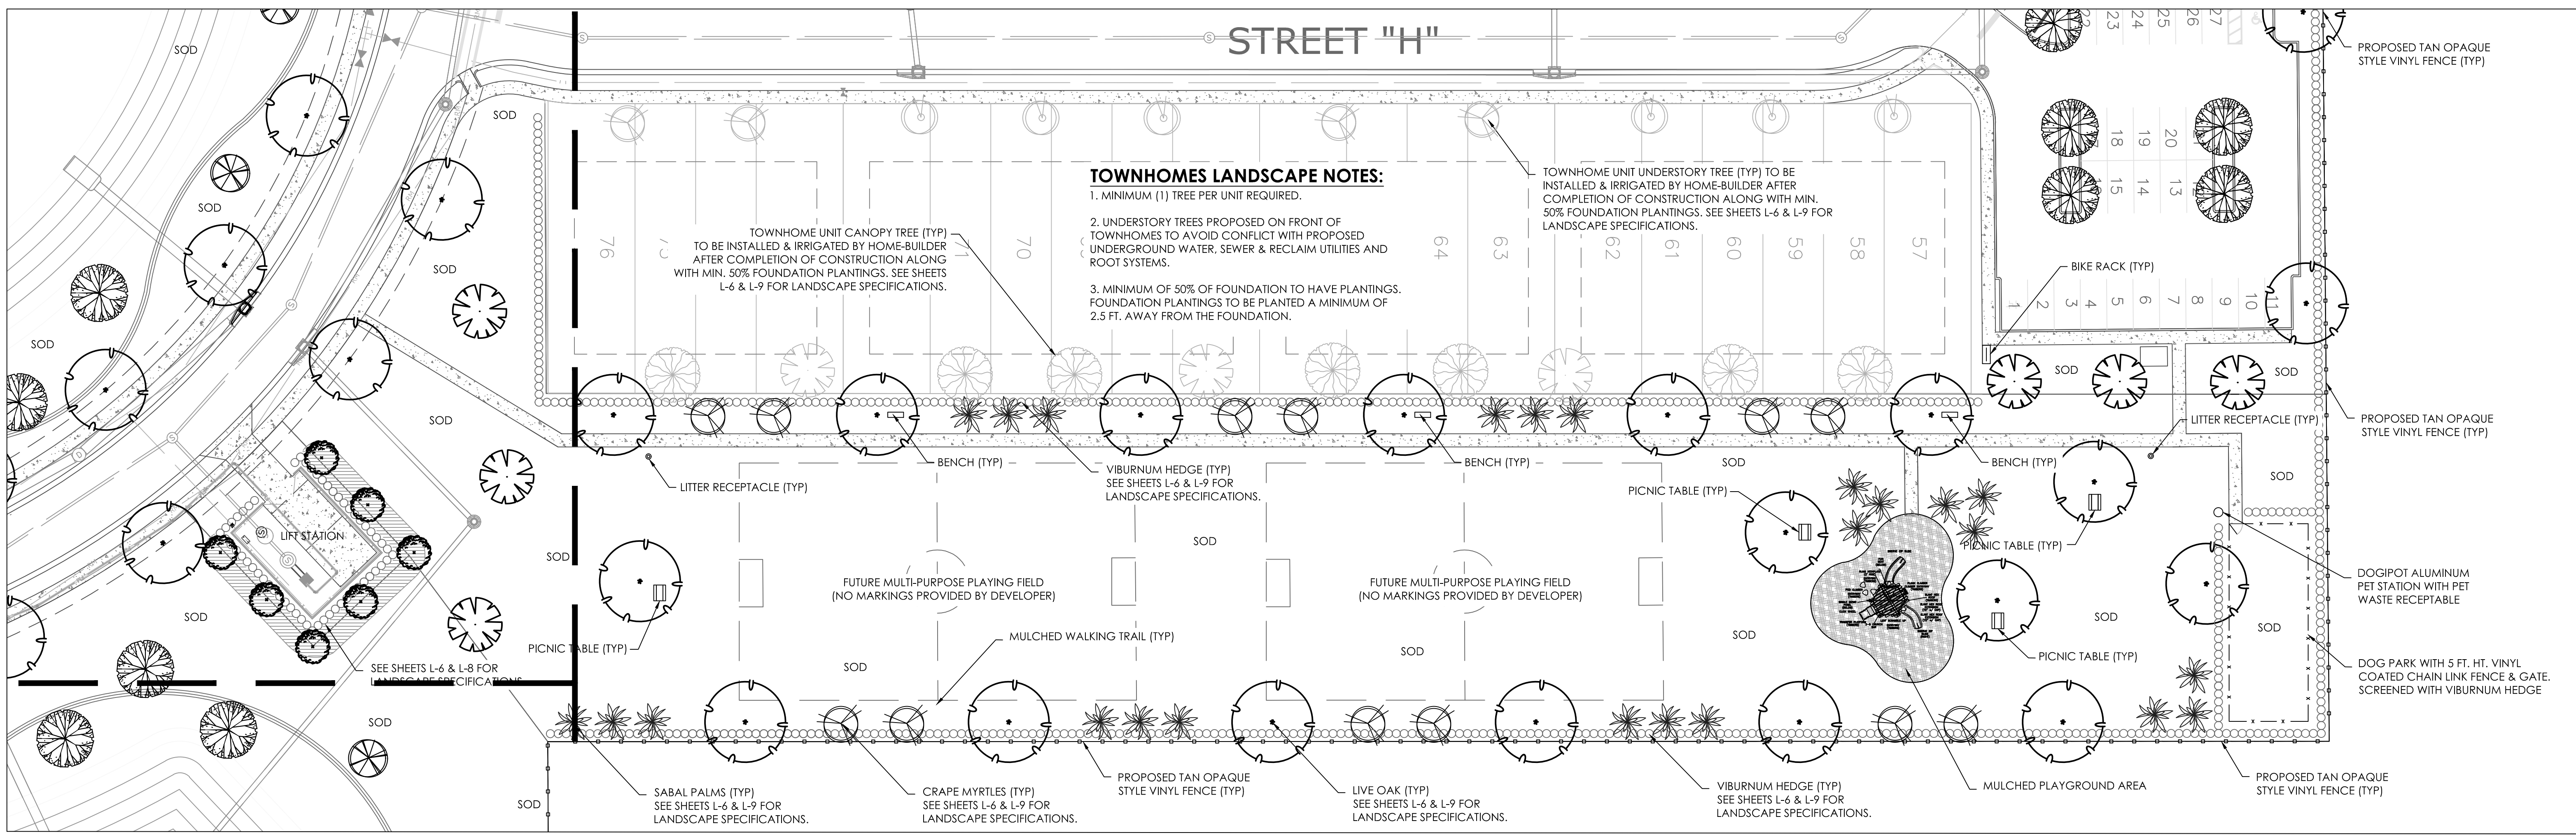 STREET "H"
SOD
SOD
SOD
SOD
SOD
SOD
SOD
SOD
SOD
SOD
SOD
LIFT STATION
SEE SHEETS L-6 & L-8 FOR
LANDSCAPE SPECIFICATIONS
TOWNHOMES LANDSCAPE NOTES:
1. MINIMUM (1) TREE PER UNIT REQUIRED.
2. UNDERSTORY TREES PROPOSED ON FRONT OF
TOWNHOMES TO AVOID CONFLICT WITH PROPOSED
UNDERGROUND WATER, SEWER & RECLAIM UTILITIES AND
ROOT SYSTEMS.
3. MINIMUM OF 50% OF FOUNDATION TO HAVE PLANTINGS.
FOUNDATION PLANTINGS TO BE PLANTED A MINIMUM OF
2.5 FT. AWAY FROM THE FOUNDATION.
TOWNHOME UNIT CANOPY TREE (TYP)
TO BE INSTALLED & IRRIGATED BY HOME-BUILDER
AFTER COMPLETION OF CONSTRUCTION ALONG
WITH MIN. 50% FOUNDATION PLANTINGS. SEE SHEETS
L-6 & L-9 FOR LANDSCAPE SPECIFICATIONS.
TOWNHOME UNIT UNDERSTORY TREE (TYP) TO BE
INSTALLED & IRRIGATED BY HOME-BUILDER AFTER
COMPLETION OF CONSTRUCTION ALONG WITH MIN.
50% FOUNDATION PLANTINGS. SEE SHEETS L-6 & L-9 FOR
LANDSCAPE SPECIFICATIONS.
76
70
64
63
62
61
60
59
58
57
23
24
25
26
27
18
19
20
15
14
13
1
2
3
4
5
6
7
8
9
10
11
PROPOSED TAN OPAQUE
STYLE VINYL FENCE (TYP)
BIKE RACK (TYP)
SOD
SOD
LITTER RECEPTACLE (TYP)
PROPOSED TAN OPAQUE
STYLE VINYL FENCE (TYP)
LITTER RECEPTACLE (TYP)
BENCH (TYP)
VIBURNUM HEDGE (TYP)
SEE SHEETS L-6 & L-9 FOR
LANDSCAPE SPECIFICATIONS.
BENCH (TYP)
BENCH (TYP)
SOD
SOD
PICNIC TABLE (TYP)
PICNIC TABLE (TYP)
SOD
FUTURE MULTI-PURPOSE PLAYING FIELD
(NO MARKINGS PROVIDED BY DEVELOPER)
FUTURE MULTI-PURPOSE PLAYING FIELD
(NO MARKINGS PROVIDED BY DEVELOPER)
DOGIPOT ALUMINUM
PET STATION WITH PET
WASTE RECEPTABLE
SOD
SOD
SOD
PICNIC TABLE (TYP)
MULCHED WALKING TRAIL (TYP)
SOD
SOD
PICNIC TABLE (TYP)
DOG PARK WITH 5 FT. HT. VINYL
COATED CHAIN LINK FENCE & GATE.
SCREENED WITH VIBURNUM HEDGE
SABAL PALMS (TYP)
SEE SHEETS L-6 & L-9 FOR
LANDSCAPE SPECIFICATIONS.
CRAPE MYRTLES (TYP)
SEE SHEETS L-6 & L-9 FOR
LANDSCAPE SPECIFICATIONS.
PROPOSED TAN OPAQUE
STYLE VINYL FENCE (TYP)
LIVE OAK (TYP)
SEE SHEETS L-6 & L-9 FOR
LANDSCAPE SPECIFICATIONS.
VIBURNUM HEDGE (TYP)
SEE SHEETS L-6 & L-9 FOR
LANDSCAPE SPECIFICATIONS.
MULCHED PLAYGROUND AREA
PROPOSED TAN OPAQUE
STYLE VINYL FENCE (TYP)